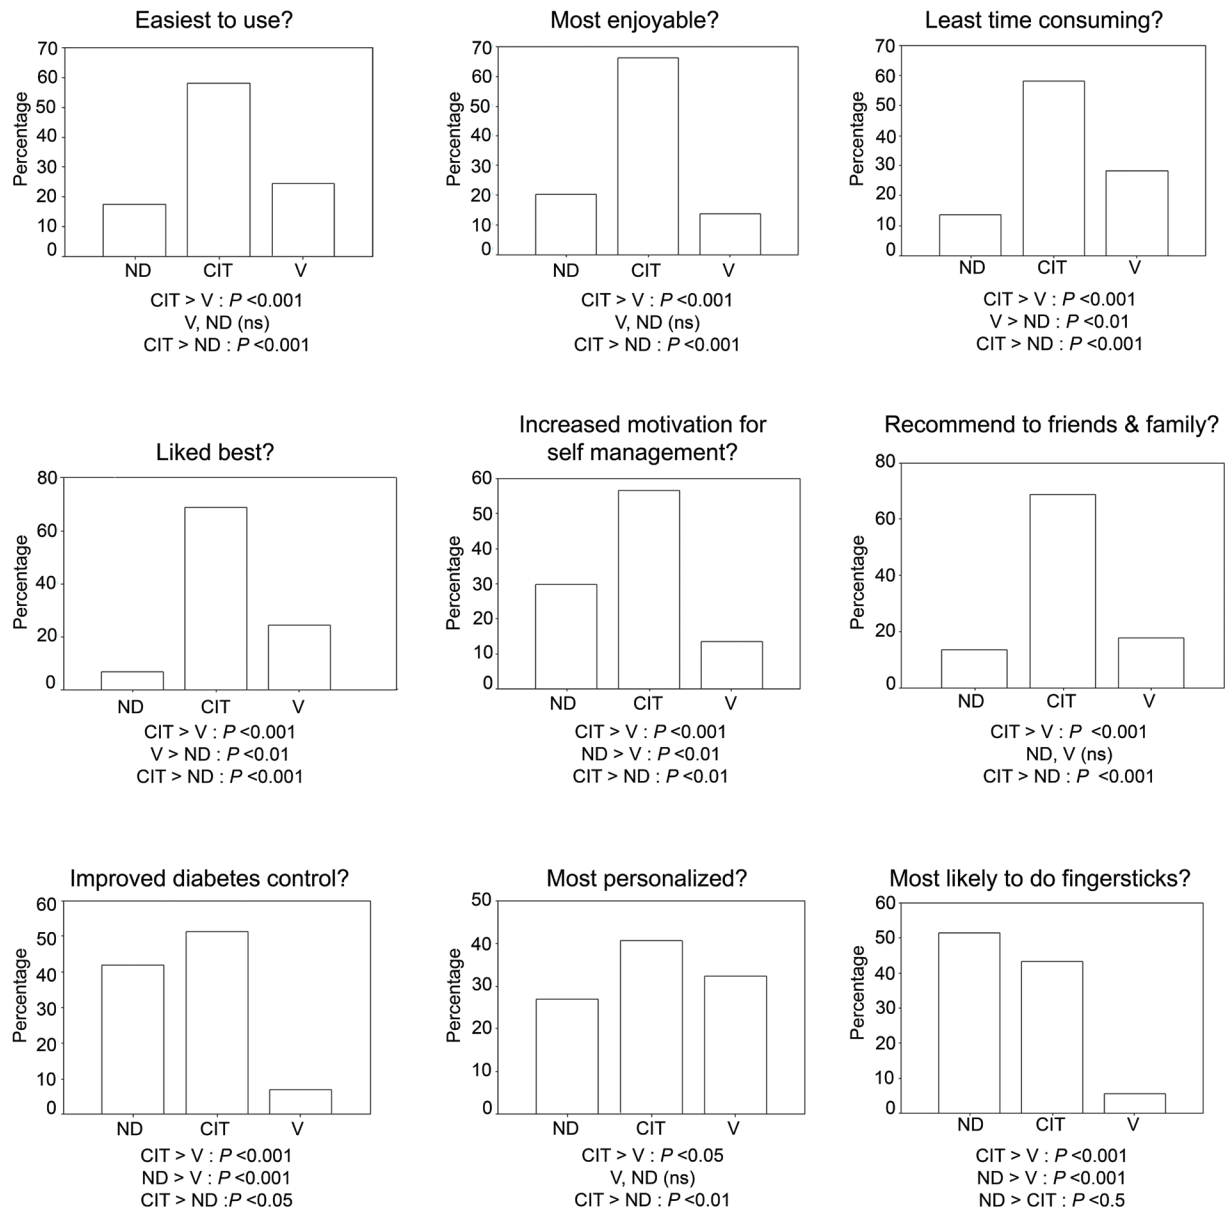 Easiest to use?
Percentage
70
60
50
40
30
20
10
0
ND CIT V
CIT > V : P <0.001
V, ND (ns)
CIT > ND : P <0.001
Most enjoyable?
Percentage
70
60
50
40
30
20
10
0
ND CIT V
CIT > V : P <0.001
V, ND (ns)
CIT > ND : P <0.001
Least time consuming?
Percentage
70
60
50
40
30
20
10
0
ND CIT V
CIT > V : P <0.001
V > ND : P <0.01
CIT > ND : P <0.001
Liked best?
Percentage
80
60
40
20
0
ND CIT V
CIT > V : P <0.001
V > ND : P <0.01
CIT > ND : P <0.001
Increased motivation for
self management?
Percentage
60
50
40
30
20
10
0
ND CIT V
CIT > V : P <0.001
ND > V : P <0.01
CIT > ND : P <0.01
Recommend to friends & family?
Percentage
80
60
40
20
0
ND CIT V
CIT > V : P <0.001
ND, V (ns)
CIT > ND : P <0.001
Improved diabetes control?
Percentage
60
50
40
30
20
10
0
ND CIT V
CIT > V : P <0.001
ND > V : P <0.001
CIT > ND :P <0.05
Most personalized?
Percentage
50
40
30
20
10
0
ND CIT V
CIT > V : P <0.05
V, ND (ns)
CIT > ND : P <0.01
Most likely to do fingersticks?
Percentage
60
50
40
30
20
10
0
ND CIT V
CIT > V : P <0.001
ND > V : P <0.001
ND > CIT : P <0.5